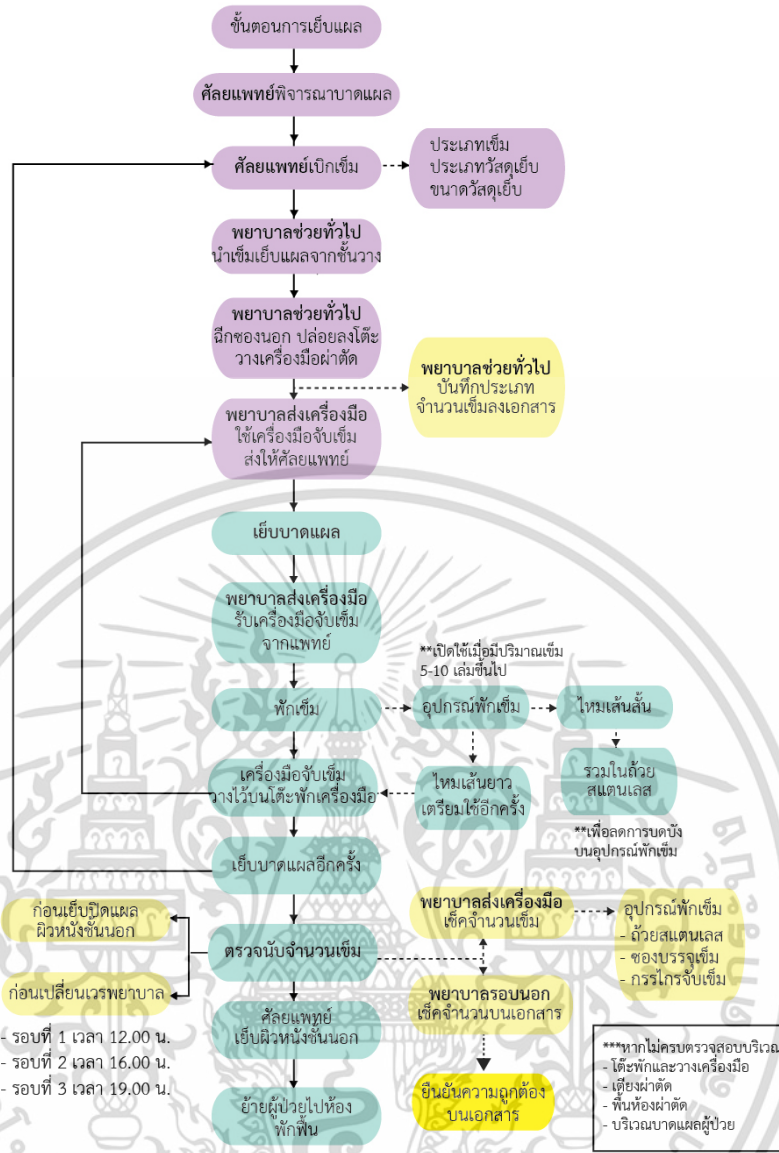 ขั้นตอนการเย็บแผล
ศัลยแพทย์พิจารณาบาดแผล
ศัลยแพทย์เบิกเข็ม
ประเภทเข็ม
ประเภทวัสดุเย็บ
ขนาดวัสดุเย็บ
พยาบาลช่วยทั่วไป
นำเข็มเย็บแผลจากชั้นวาง
พยาบาลช่วยทั่วไป
ฉีกซองนอก ปล่อยลงโต๊ะ
วางเครื่องมือผ่าตัด
พยาบาลช่วยทั่วไป
บันทึกประเภท
จำนวนเข็มลงเอกสาร
พยาบาลส่งเครื่องมือ
ใช้เครื่องมือจับเข็ม
ส่งให้ศัลยแพทย์
เย็บบาดแผล
พยาบาลส่งเครื่องมือ
รับเครื่องมือจับเข็ม
จากแพทย์
**เปิดใช้เมื่อมีปริมาณเข็ม
5-10 เล่มขึ้นไป
พักเข็ม
อุปกรณ์พักเข็ม
ไหมเส้นสั้น
เครื่องมือจับเข็ม
วางไว้บนโต๊ะพักเครื่องมือ
ไหมเส้นยาว
เตรียมใช้อีกครั้ง
รวมในถ้วย
สแตนเลส
**เพื่อลดการบดบัง
บนอุปกรณ์พักเข็ม
เย็บบาดแผลอีกครั้ง
ก่อนเย็บปิดแผล
ผิวหนังชั้นนอก
ตรวจนับจำนวนเข็ม
พยาบาลส่งเครื่องมือ
เช็คจำนวนเข็ม
อุปกรณ์พักเข็ม
- ถ้วยสแตนเลส
- ซองบรรจุเข็ม
- กรรไกรจับเข็ม
ก่อนเปลี่ยนเวรพยาบาล
- รอบที่ 1 เวลา 12.00 น.
- รอบที่ 2 เวลา 16.00 น.
- รอบที่ 3 เวลา 19.00 น.
พยาบาลรอบนอก
เช็คจำนวนบนเอกสาร
ศัลยแพทย์
เย็บผิวหนังชั้นนอก
ยืนยันความถูกต้อง
บนเอกสาร
ย้ายผู้ป่วยไปห้อง
พักฟื้น
***หากไม่ครบตรวจสอบบริเวณ
- โต๊ะพักและวางเครื่องมือ
- เตียงผ่าตัด
- พื้นห้องผ่าตัด
- บริเวณบาดแผลผู้ป่วย